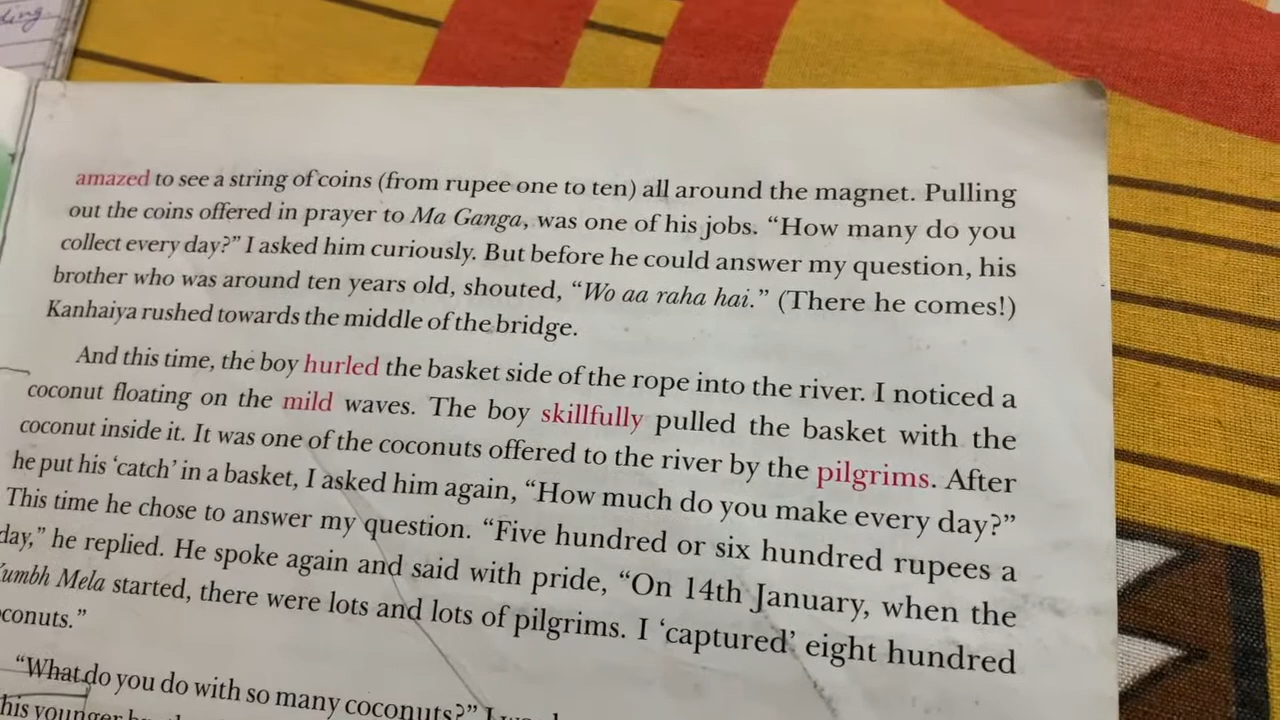 amazed to see a string of coins (from rupee one to ten) all around the magnet. Pulling
out the coins offered in prayer to Ma Ganga, was one of his jobs. “How many do you
collect every day?” I asked him curiously. But before he could answer my question, his
brother who was around ten years old, shouted, “Wo aa raha hai.” (There he comes!)
Kanhaiya rushed towards the middle of the bridge.
And this time, the boy hurled the basket side of the rope into the river. I noticed a
coconut floating on the mild waves. The boy skillfully pulled the basket with the
coconut inside it. It was one of the coconuts offered to the river by the pilgrims. After
he put his ‘catch’ in a basket, I asked him again, “How much do you make every day?”
This time he chose to answer my question. “Five hundred or six hundred rupees a
day,” he replied. He spoke again and said with pride, “On 14th January, when the
Mela started, there were lots and lots of pilgrims. I ‘captured’ eight hundred
“What do you do with so many coconuts?” I
his younger